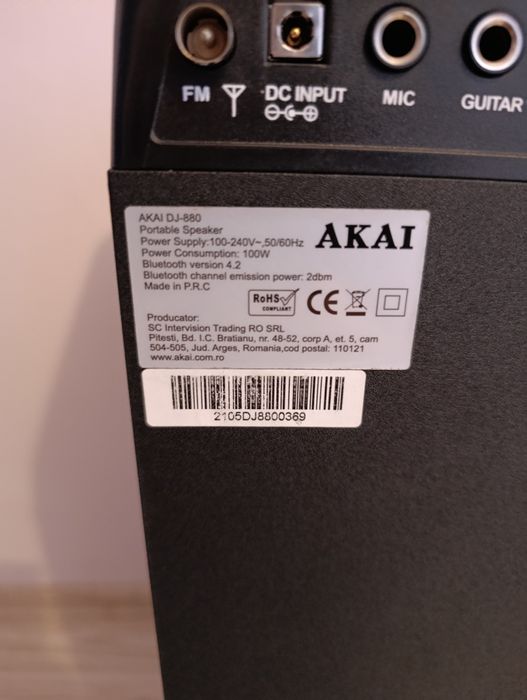 FM DC INPUT MIC GUITAR
AKAI DJ-880
Portable Speaker
Power Supply:100-240V~,50/60Hz
Power Consumption: 100W
Bluetooth version 4.2
Bluetooth channel emission power: 2dbm
Made in P.R.C
AKAI
RoHS
COMPLIANT
CE
Producator:
SC Intervision Trading RO SRL
Pitesti, Bd. I.C. Bratianu, nr. 48-52, corp A, et. 5, cam
504-505, Jud. Arges, Romania,cod postal: 110121
www.akai.com.ro
2105DJ8800369